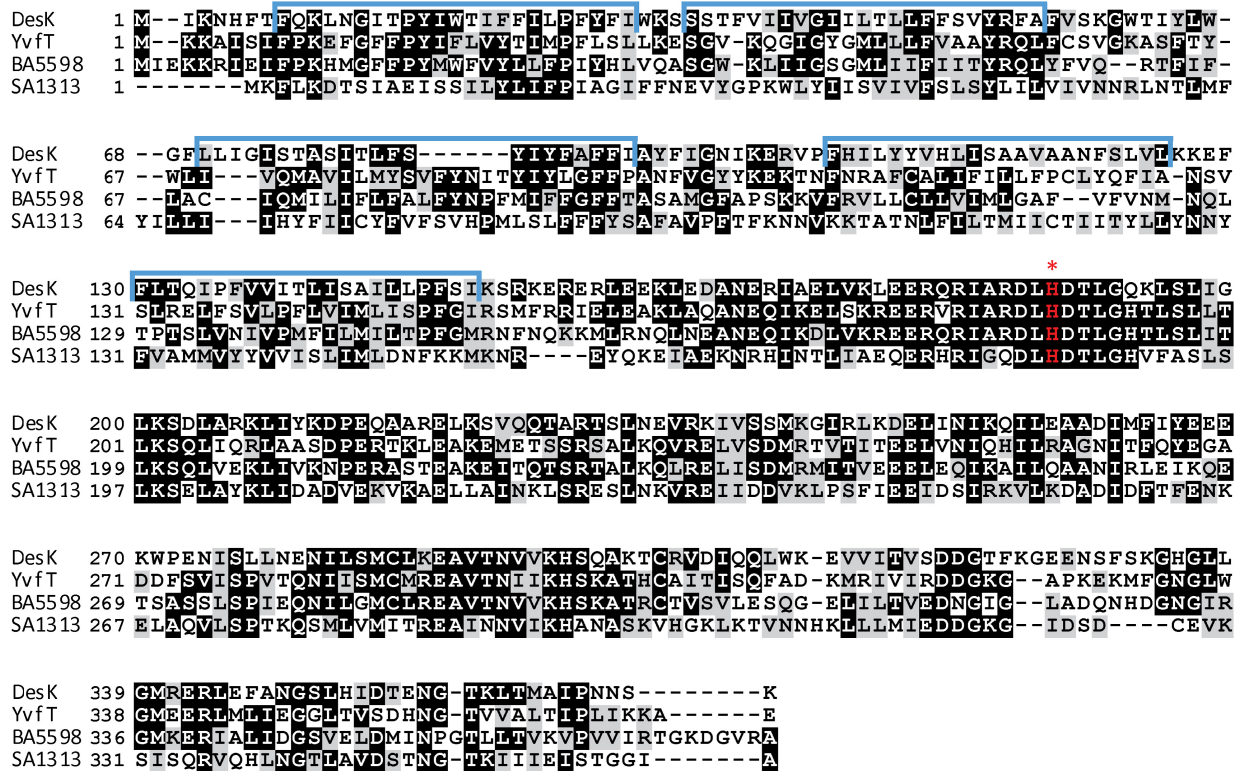 DesK 1 M--IKNHFTFQKLNGITPYIWTIFFILPFYFIWKSSSTFVIIVGIILTLLFFSVYRFAFVSKGWTIYLW-
YvfT 1 M--KKAISIFPKEFGFFPYIFLVYTIMPFLSLLKESGV-KQGIGYGMLLLLFVAAYRQLFCSVGKASFTY-
BA5598 1 MIEKKRIEIFPKHMGFFPYMWFVYLLFPIYHLVQASGW-KLIIGSGMLIIFIITYRQLYFVQ--RTFIF-
SA1313 1 -------MKFLKDTSIAEISSILYLIFPIAGIFFNEVYGPKWLYIISVIVFSLSYLILVIVNNRLNTLMF
DesK 68 --GFLLIGISTASITLFS------YIYFAFFIAYFIGNIKERVPFHILYYVHLISAAVAANFSLVLKKEF
YvfT 67 --WLI---VQMAVILMYSVFYNITYIYLGFFPANFVGYYKEKTNFNRAFCALIFILLFPCLYQFIA-NSV
BA5598 67 --LAC---IQMILIFLFALFYNPFMIFFGFFTASAMGFAPSKKVFRVLLCLLVIMLGAF--VFVNM-NQL
SA1313 64 YILLI---IHYFIICYFVFSVHPMLSLFFFYSAFAVPFTFKNNVKKTATNLFILTMIICTIITYLLYNNY
*
DesK 130 FLTQIPFVVITLISAILLPFSIKSRKERERLEEKLEDANERIAELVKLEERQRIARDLHDTLGQKLSLIG
YvfT 131 SLRELFSVLPFLVIMLISPFGIRSMFRRIELEAKLAQANEQIKELSKREERVRIARDLHDTLGHTLSLLT
BA5598 129 TPTSLVNIVPMFILMILTPFGMRNFNQKKMLRNQLNEANEQIKDLVKREERQRIARDLHDTLGHTLSLIT
SA1313 131 FVAMMVYYVVISLIMLDNFKKMKNR----EYQKEIAEKNRHINTLIAEQERHRIGQDLHDTLGHVFASLS
DesK 200 LKSDLARKLIYKDPEQAARELKSVQQTARTSLNEVRKIVSSMKGIRLKDELINIKQILEAADIMFIYEEE
YvfT 201 LKSQLIQRLAASDPERTKLEAKEMETSSRSALKQVRELVSDMRTVTITEELVNIQHILRAGNITFQYEGA
BA5598 199 LKSQLVEKLIVKNPERASTEAKEITQTSRTALKQLRELISDMRMITVEEELEQIKAILQAANIRLEIKQE
SA1313 197 LKSELAYKLIDADVEKVKAELLAINKLSRESLNKVREIIDDVKLPSFIEEIDSIRKVLKDADIDFTFENK
DesK 270 KWPENISLLNENILSMCLKEAVTNVVKHSQAKTCRVDIQQLWK-EVVITVSDDGTFKGEENSFSKGHGLL
YvfT 271 DDFSVISPVTQNIISMCMREAVTNIIKHSKATHCAITISQFAD-KMRIVIRDDGKG--APKEKMFGNGLW
BA5598 269 TSASSLSPIEQNILGMCLREAVTNVVKHSKATRCTVSVLESQG-ELILTVEDNGIG--LADQNHDGNGIR
SA1313 267 ELAQVLSPTKQSMLVMITREAINNVIKHANASKVHGKLKTVNNHKLLLMIEDDGKG--IDSD----CEVK
DesK 339 GMRERLEFANGSLHIDTENG-TKLTMAIPNNS--------K
YvfT 338 GMEERLMLIEGGLTVSDHNG-TVVALTIPLIKKA------E
BA5598 336 GMKERIALIDGSVELDMINPGTLLTVKVPVVIRTGKDGVRA
SA1313 331 SISQRVQHLNGTLAVDSTNG-TKIIIEISTGGI-------A